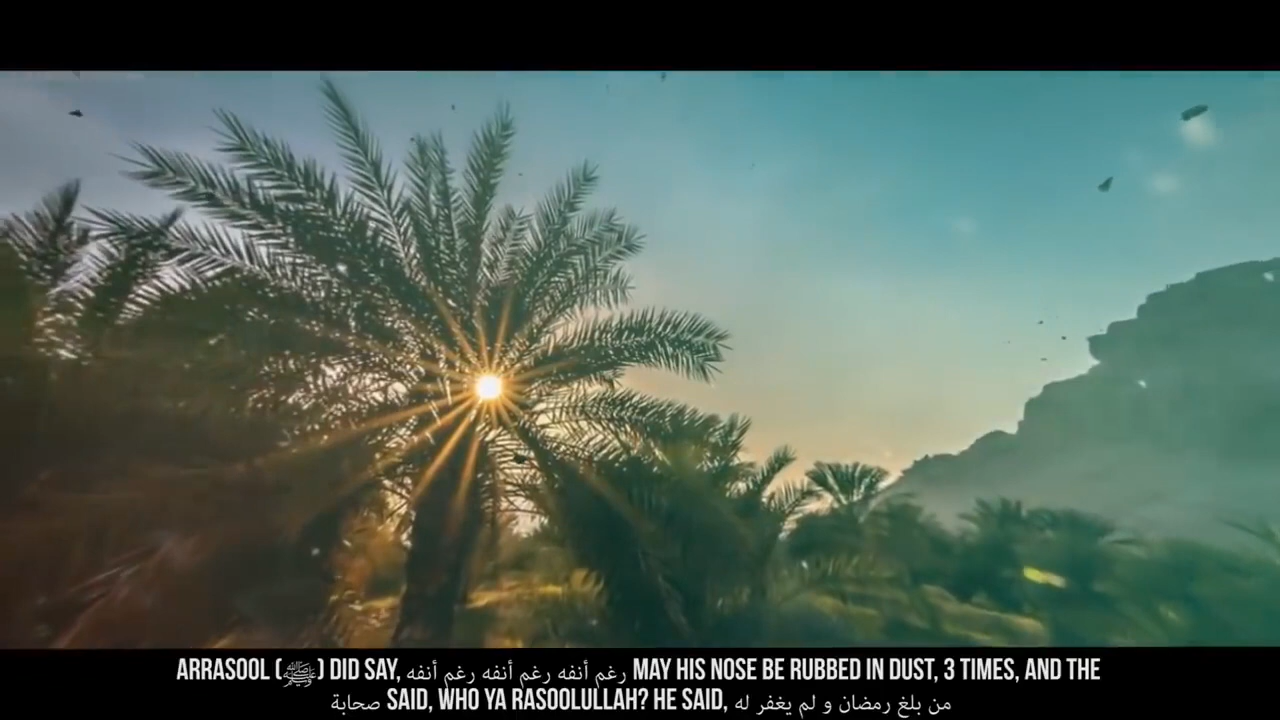 ARRASOOL (ﷺ) DID SAY, رغم أنفه رغم أنفه رغم أنفه MAY HIS NOSE BE RUBBED IN DUST, 3 TIMES, AND THE
صحابة SAID, WHO YA RASOOLULLAH? HE SAID, من بلغ رمضان و لم يغفر له